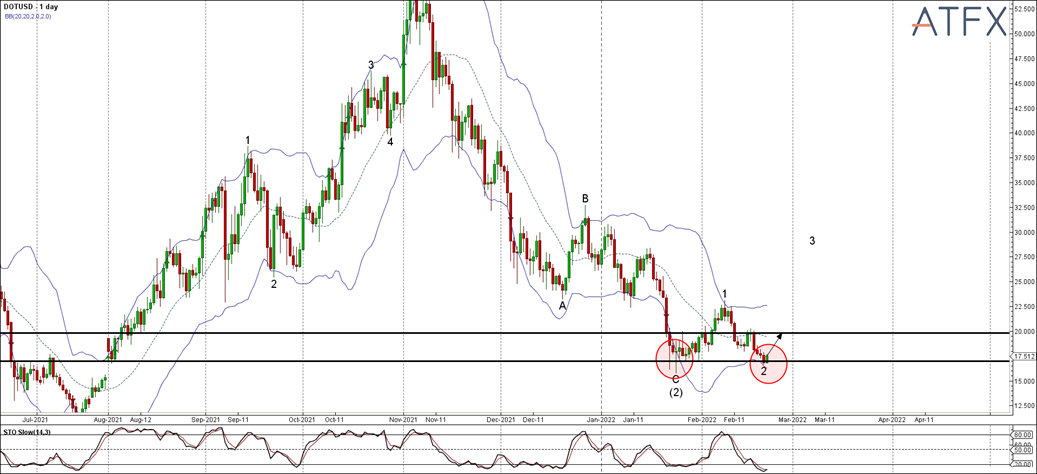 DOTUSD - 1 day
BB(20,20,2.0,2.0)
ATFX
52.500
50.000
47.500
45.000
42.500
40.000
37.500
35.000
32.500
30.000
27.500
25.000
22.500
20.000
17.512
15.000
12.500
3
1
4
2
B
A
3
1
C
(2)
2
Jul-2021
Aug-2021
Aug-12
Sep-2021
Oct-2021
Oct-11
Nov-2021
Nov-11
Dec-2021
Dec-11
Jan-2022
Jan-11
Feb-2022
Feb-11
Mar-2022
Mar-11
Apr-2022
Apr-11
STO Slow(14,3)
80.00
50.00
20.00